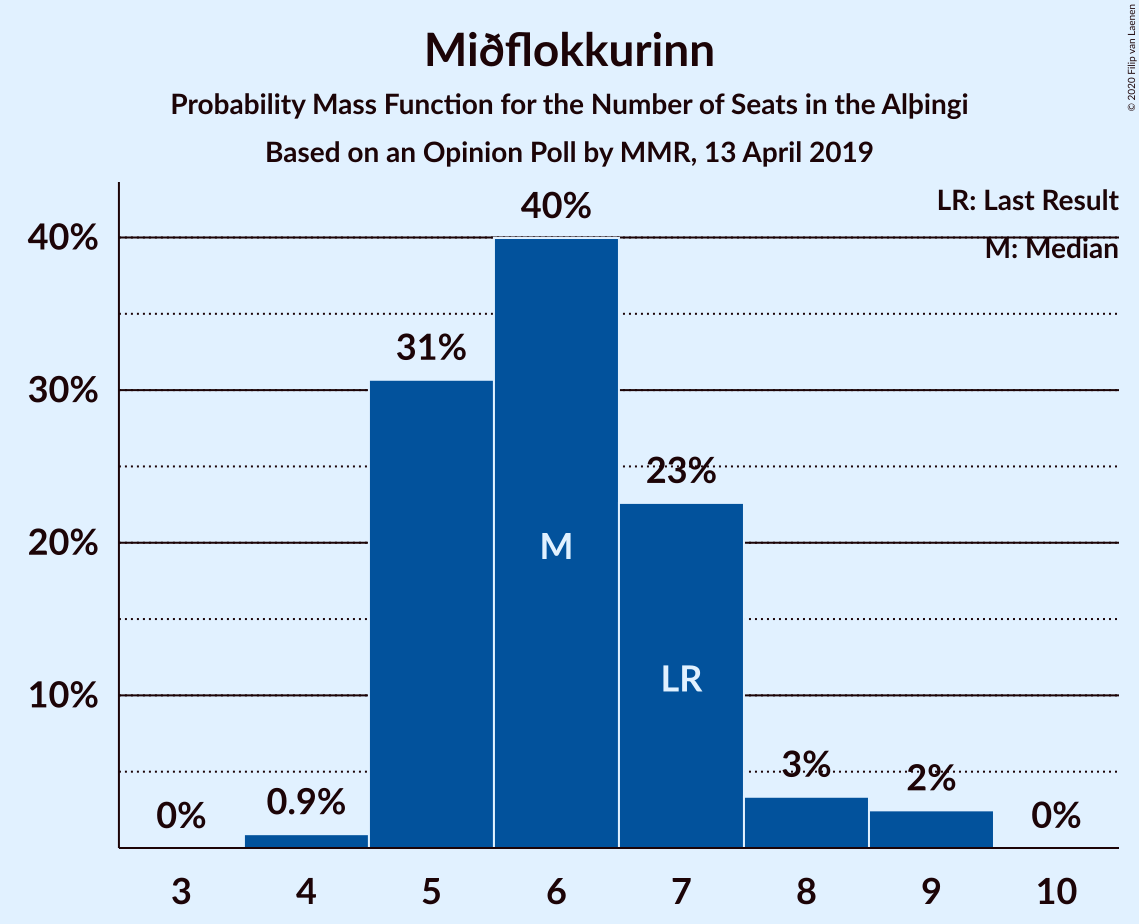 Miðflokkurinn
Probability Mass Function for the Number of Seats in the Alþingi
Based on an Opinion Poll by MMR, 13 April 2019
© 2020 Filip van Laenen
LR: Last Result
M: Median
40%
30%
20%
10%
0%
0.9%
31%
40%
23%
3%
2%
0%
M
LR
3 4 5 6 7 8 9 10